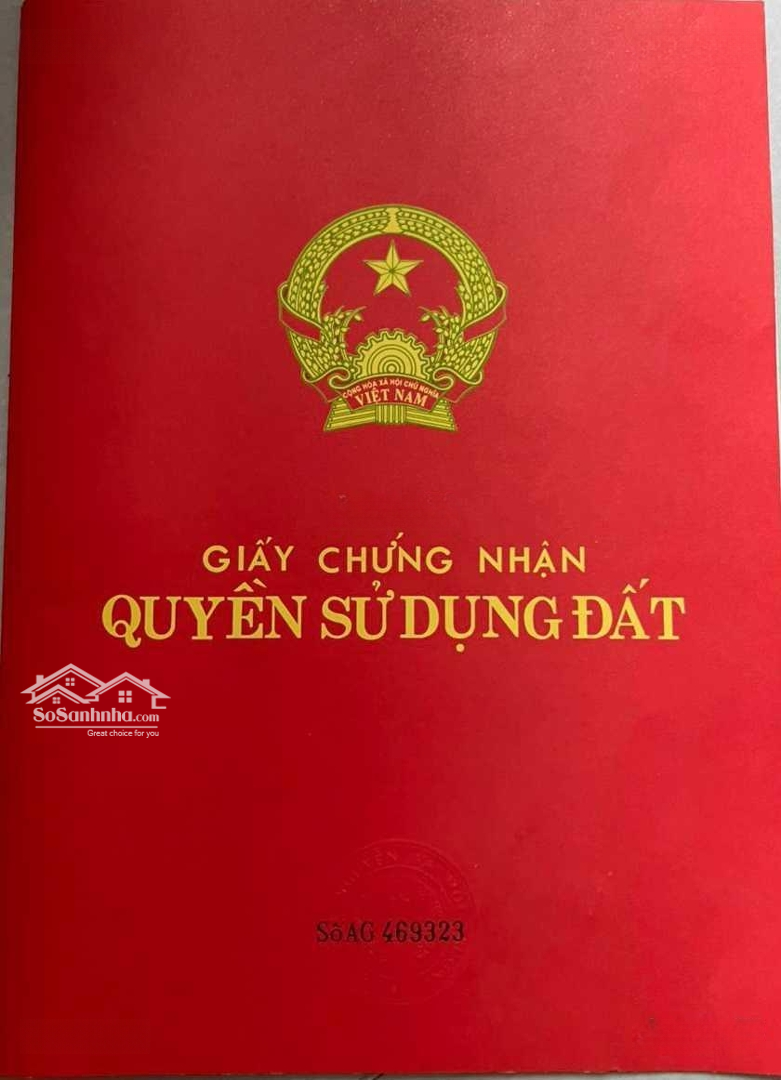 CỘNG HÒA XÃ HỘI CHỦ NGHĨA
VIỆT NAM
GIẤY CHỨNG NHẬN
QUYỀN SỬ DỤNG ĐẤT
SoSanhnha.com
Great choice for you
Số AG 469323